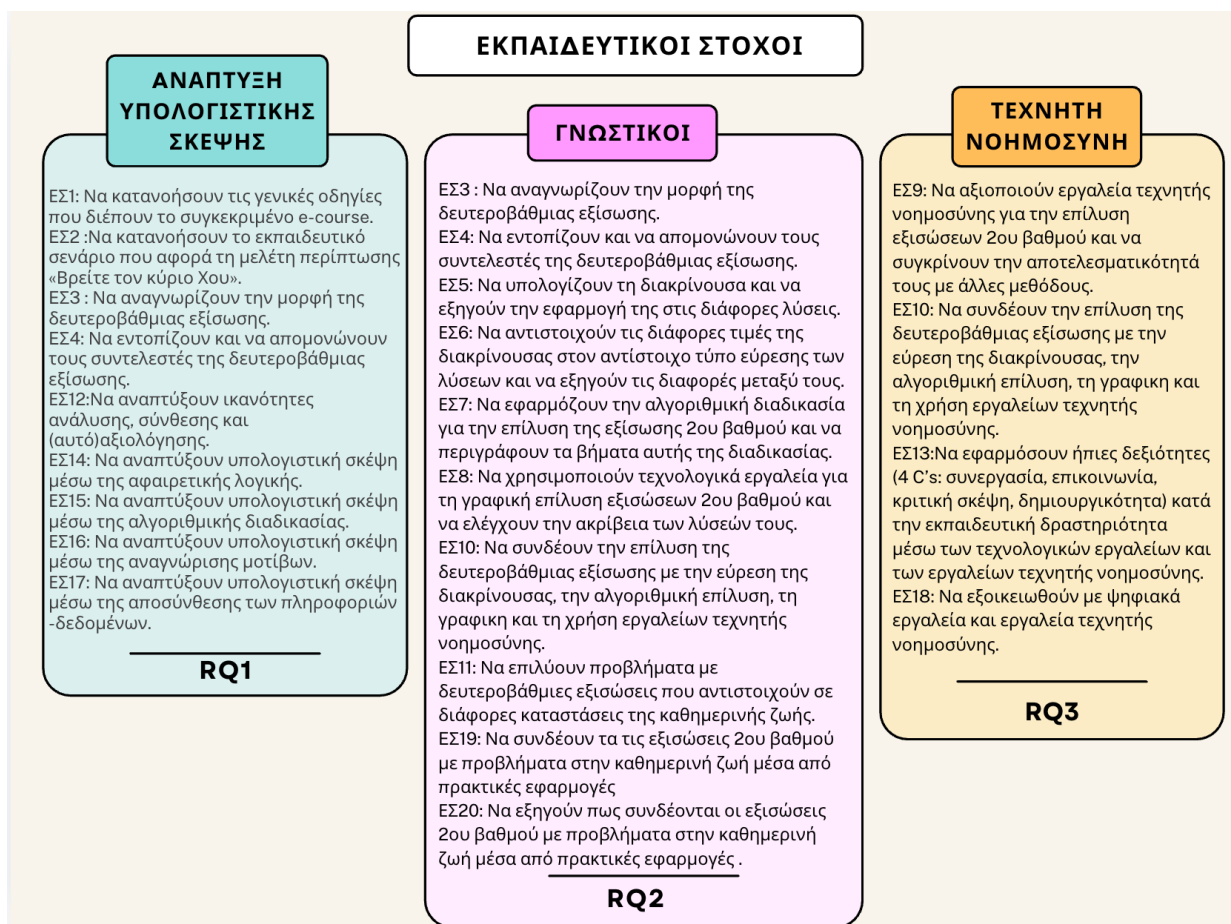 ΕΚΠΑΙΔΕΥΤΙΚΟΙ ΣΤΟΧΟΙ
ΑΝΑΠΤΥΞΗ
ΥΠΟΛΟΓΙΣΤΙΚΗΣ
ΣΚΕΨΗΣ
ΕΣ1: Να κατανοήσουν τις γενικές οδηγίες
που διέπουν το συγκεκριμένο e-course.
ΕΣ2 :Να κατανοήσουν το εκπαιδευτικό
σενάριο που αφορά τη μελέτη περίπτωσης
«Βρείτε τον κύριο Χου».
ΕΣ3 : Να αναγνωρίζουν την μορφή της
δευτεροβάθμιας εξίσωσης.
ΕΣ4: Να εντοπίζουν και να απομονώνουν
τους συντελεστές της δευτεροβάθμιας
εξίσωσης.
ΕΣ12:Να αναπτύξουν ικανότητες
ανάλυσης, σύνθεσης και
(αυτό)αξιολόγησης.
ΕΣ14: Να αναπτύξουν υπολογιστική σκέψη
μέσω της αφαιρετικής λογικής.
ΕΣ15: Να αναπτύξουν υπολογιστική σκέψη
μέσω της αλγοριθμικής διαδικασίας.
ΕΣ16: Να αναπτύξουν υπολογιστική σκέψη
μέσω της αναγνώρισης μοτίβων.
ΕΣ17: Να αναπτύξουν υπολογιστική σκέψη
μέσω της αποσύνθεσης των πληροφοριών
-δεδομένων.
RQ1
ΓΝΩΣΤΙΚΟΙ
ΕΣ3 : Να αναγνωρίζουν την μορφή της
δευτεροβάθμιας εξίσωσης.
ΕΣ4: Να εντοπίζουν και να απομονώνουν τους
συντελεστές της δευτεροβάθμιας εξίσωσης.
ΕΣ5: Να υπολογίζουν τη διακρίνουσα και να
εξηγούν την εφαρμογή της στις διάφορες λύσεις.
ΕΣ6: Να αντιστοιχούν τις διάφορες τιμές της
διακρίνουσας στον αντίστοιχο τύπο εύρεσης των
λύσεων και να εξηγούν τις διαφορές μεταξύ τους.
ΕΣ7: Να εφαρμόζουν την αλγοριθμική διαδικασία
για την επίλυση της εξίσωσης 2ου βαθμού και να
περιγράφουν τα βήματα αυτής της διαδικασίας.
ΕΣ8: Να χρησιμοποιούν τεχνολογικά εργαλεία για
τη γραφική επίλυση εξισώσεων 2ου βαθμού και
να ελέγχουν την ακρίβεια των λύσεών τους.
ΕΣ10: Να συνδέουν την επίλυση της
δευτεροβάθμιας εξίσωσης με την εύρεση της
διακρίνουσας, την αλγοριθμική επίλυση, τη
γραφικη και τη χρήση εργαλείων τεχνητής
νοημοσύνης.
ΕΣ11: Να επιλύουν προβλήματα με
δευτεροβάθμιες εξισώσεις που αντιστοιχούν σε
διάφορες καταστάσεις της καθημερινής ζωής.
ΕΣ19: Να συνδέουν τα τις εξισώσεις 2ου βαθμού
με προβλήματα στην καθημερινή ζωή μέσα από
πρακτικές εφαρμογές
ΕΣ20: Να εξηγούν πως συνδέονται οι εξισώσεις
2ου βαθμού με προβλήματα στην καθημερινή
ζωή μέσα από πρακτικές εφαρμογές .
RQ2
ΤΕΧΝΗΤΗ
ΝΟΗΜΟΣΥΝΗ
ΕΣ9: Να αξιοποιούν εργαλεία τεχνητής
νοημοσύνης για την επίλυση
εξισώσεων 2ου βαθμού και να
συγκρίνουν την αποτελεσματικότητά
τους με άλλες μεθόδους.
ΕΣ10: Να συνδέουν την επίλυση της
δευτεροβάθμιας εξίσωσης με την
εύρεση της διακρίνουσας, την
αλγοριθμική επίλυση, τη γραφικη και
τη χρήση εργαλείων τεχνητής
νοημοσύνης.
ΕΣ13:Να εφαρμόσουν ήπιες δεξιότητες
(4 C’s: συνεργασία, επικοινωνία,
κριτική σκέψη, δημιουργικότητα) κατά
την εκπαιδευτική δραστηριότητα
μέσω των τεχνολογικών εργαλείων και
των εργαλείων τεχνητής νοημοσύνης.
ΕΣ18: Να εξοικειωθούν με ψηφιακά
εργαλεία και εργαλεία τεχνητής
νοημοσύνης.
RQ3